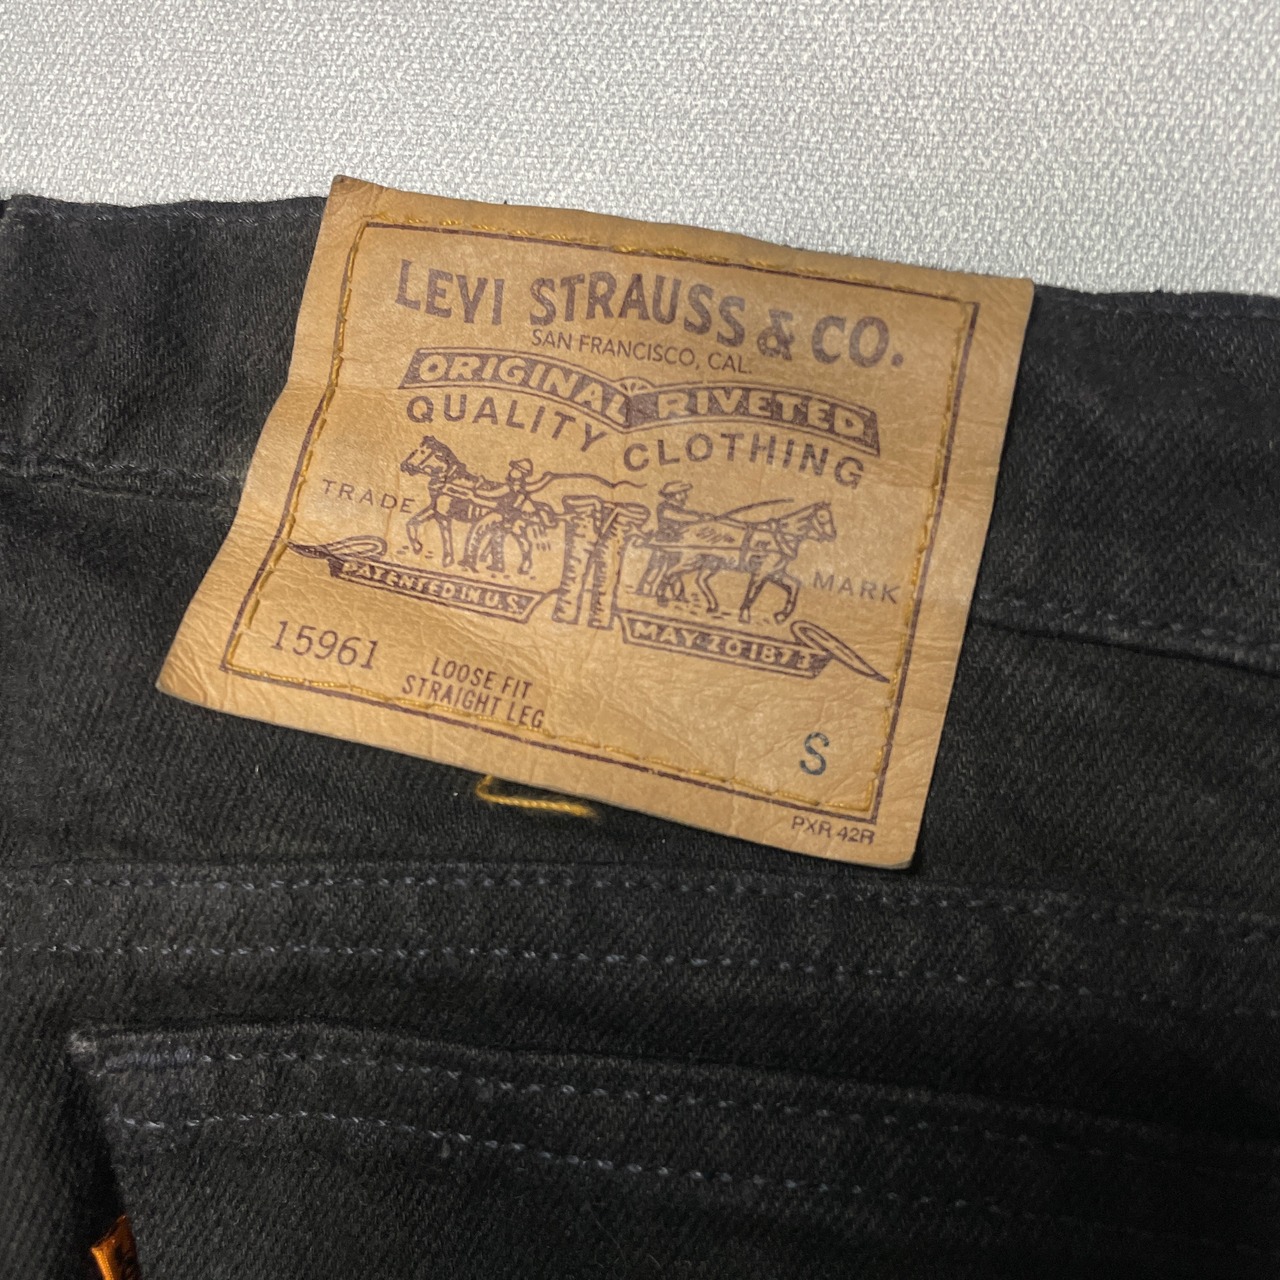 LEVI STRAUSS & CO.
SAN FRANCISCO, CAL.
ORIGINAL RIVETED
QUALITY CLOTHING
TRADE MARK
PATENTED IN U.S. MAY 20 1873
15961
LOOSE FIT
STRAIGHT LEG
S
PXR 42R